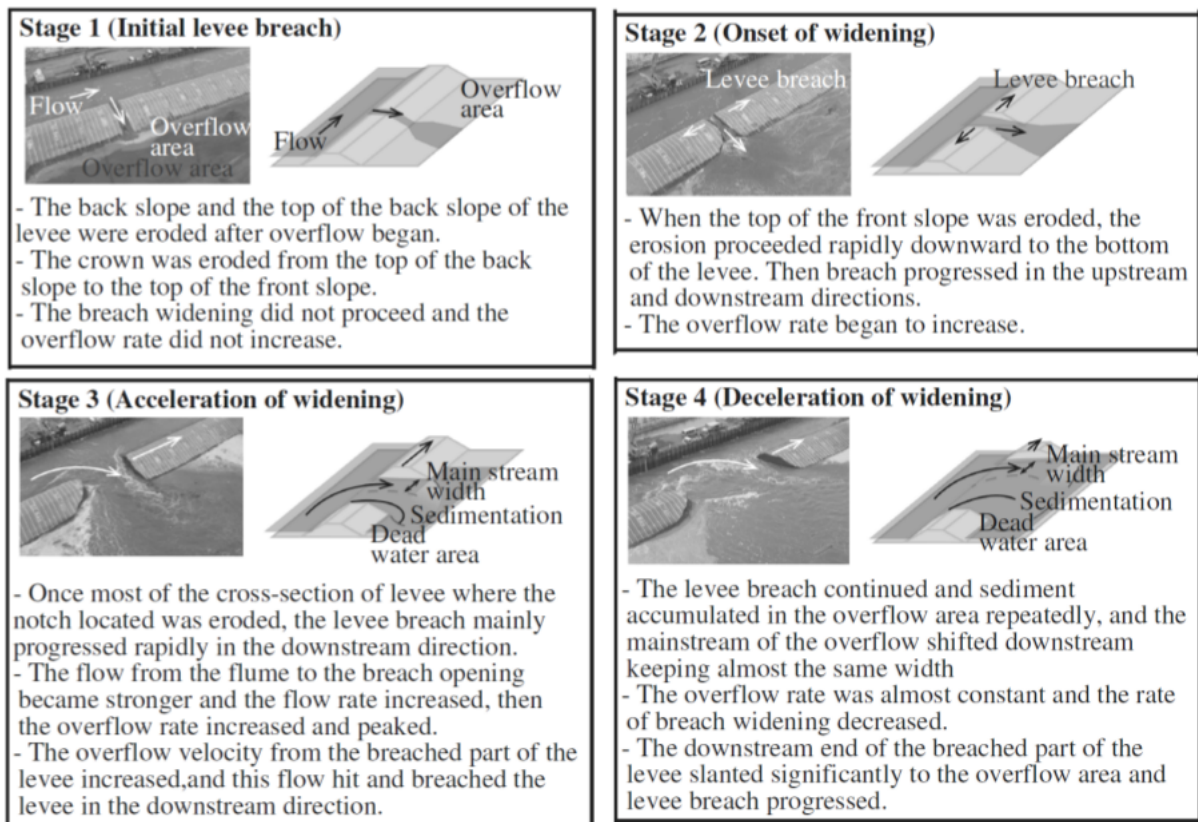 Stage 1 (Initial levee breach)
Flow
Overflow
area
Overflow area
Overflow
area
Flow
- The back slope and the top of the back slope of the
levee were eroded after overflow began.
- The crown was eroded from the top of the back
slope to the top of the front slope.
- The breach widening did not proceed and the
overflow rate did not increase.
Stage 2 (Onset of widening)
Levee breach
Levee breach
- When the top of the front slope was eroded, the
erosion proceeded rapidly downward to the bottom
of the levee. Then breach progressed in the upstream
and downstream directions.
- The overflow rate began to increase.
Stage 3 (Acceleration of widening)
Main stream
width
Sedimentation
Dead
water area
- Once most of the cross-section of levee where the
notch located was eroded, the levee breach mainly
progressed rapidly in the downstream direction.
- The flow from the flume to the breach opening
became stronger and the flow rate increased, then
the overflow rate increased and peaked.
- The overflow velocity from the breached part of the
levee increased,and this flow hit and breached the
levee in the downstream direction.
Stage 4 (Deceleration of widening)
Main stream
width
Sedimentation
Dead
water area
- The levee breach continued and sediment
accumulated in the overflow area repeatedly, and the
mainstream of the overflow shifted downstream
keeping almost the same width
- The overflow rate was almost constant and the rate
of breach widening decreased.
- The downstream end of the breached part of the
levee slanted significantly to the overflow area and
levee breach progressed.